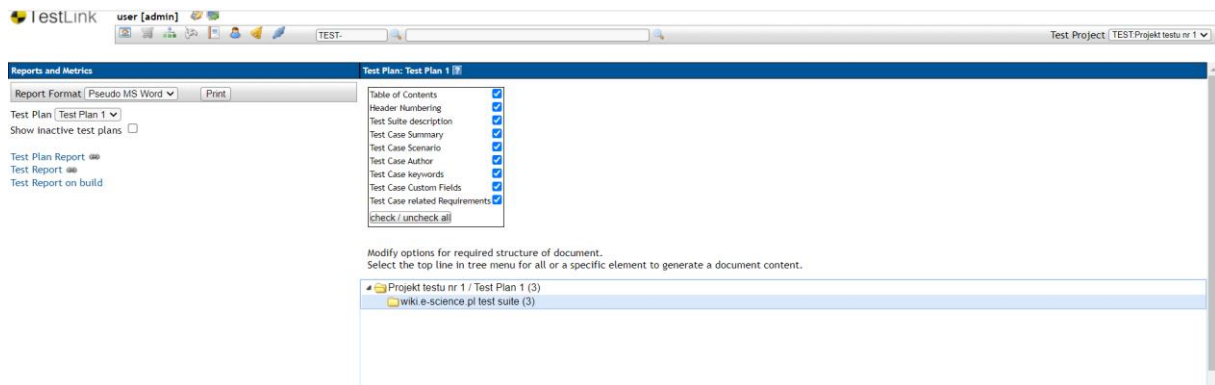 TestLink user [admin]
TEST-
Test Project TEST:Projekt testu nr 1
Reports and Metrics
Report Format Pseudo MS Word Print
Test Plan Test Plan 1
Show inactive test plans
Test Plan Report
Test Report
Test Report on build
Test Plan: Test Plan 1 ?
Table of Contents
Header Numbering
Test Suite description
Test Case Summary
Test Case Scenario
Test Case Author
Test Case keywords
Test Case Custom Fields
Test Case related Requirements
check / uncheck all
Modify options for required structure of document.
Select the top line in tree menu for all or a specific element to generate a document content.
Projekt testu nr 1 / Test Plan 1 (3)
wiki.e-science.pl test suite (3)